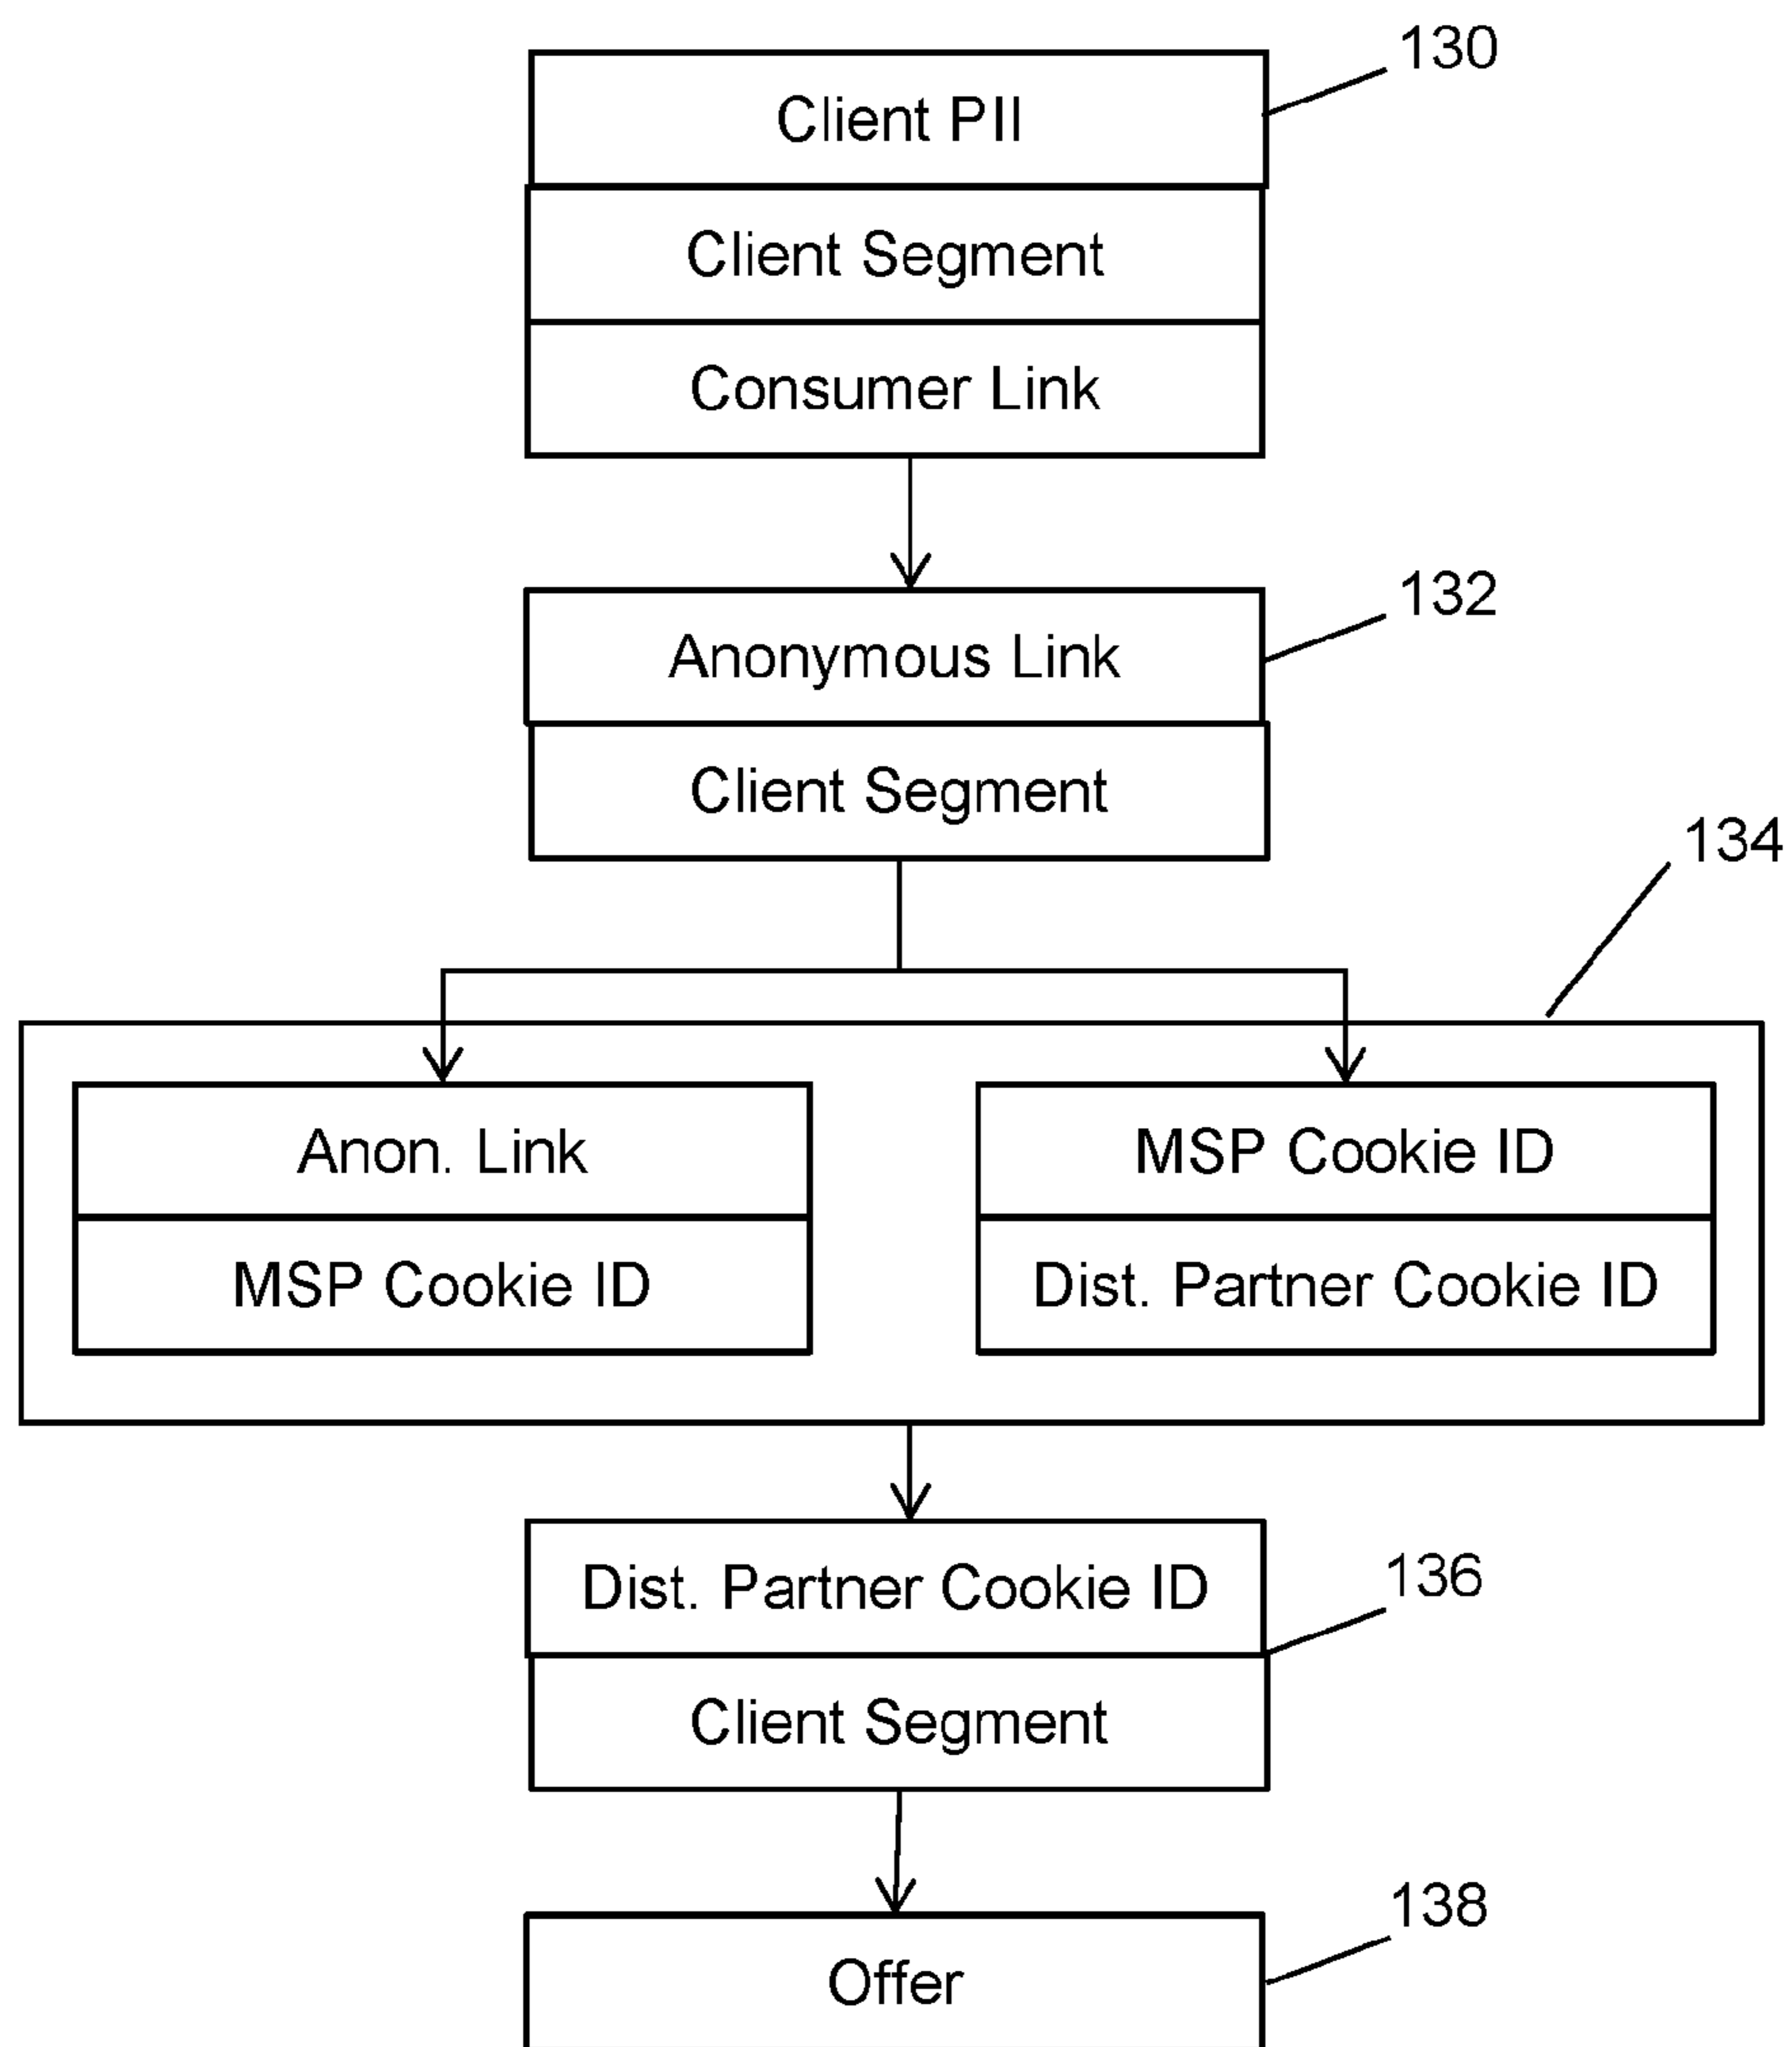 130
Client PII
Client Segment
Consumer Link
132
Anonymous Link
Client Segment
134
Anon. Link
MSP Cookie ID
MSP Cookie ID
Dist. Partner Cookie ID
Dist. Partner Cookie ID
136
Client Segment
138
Offer